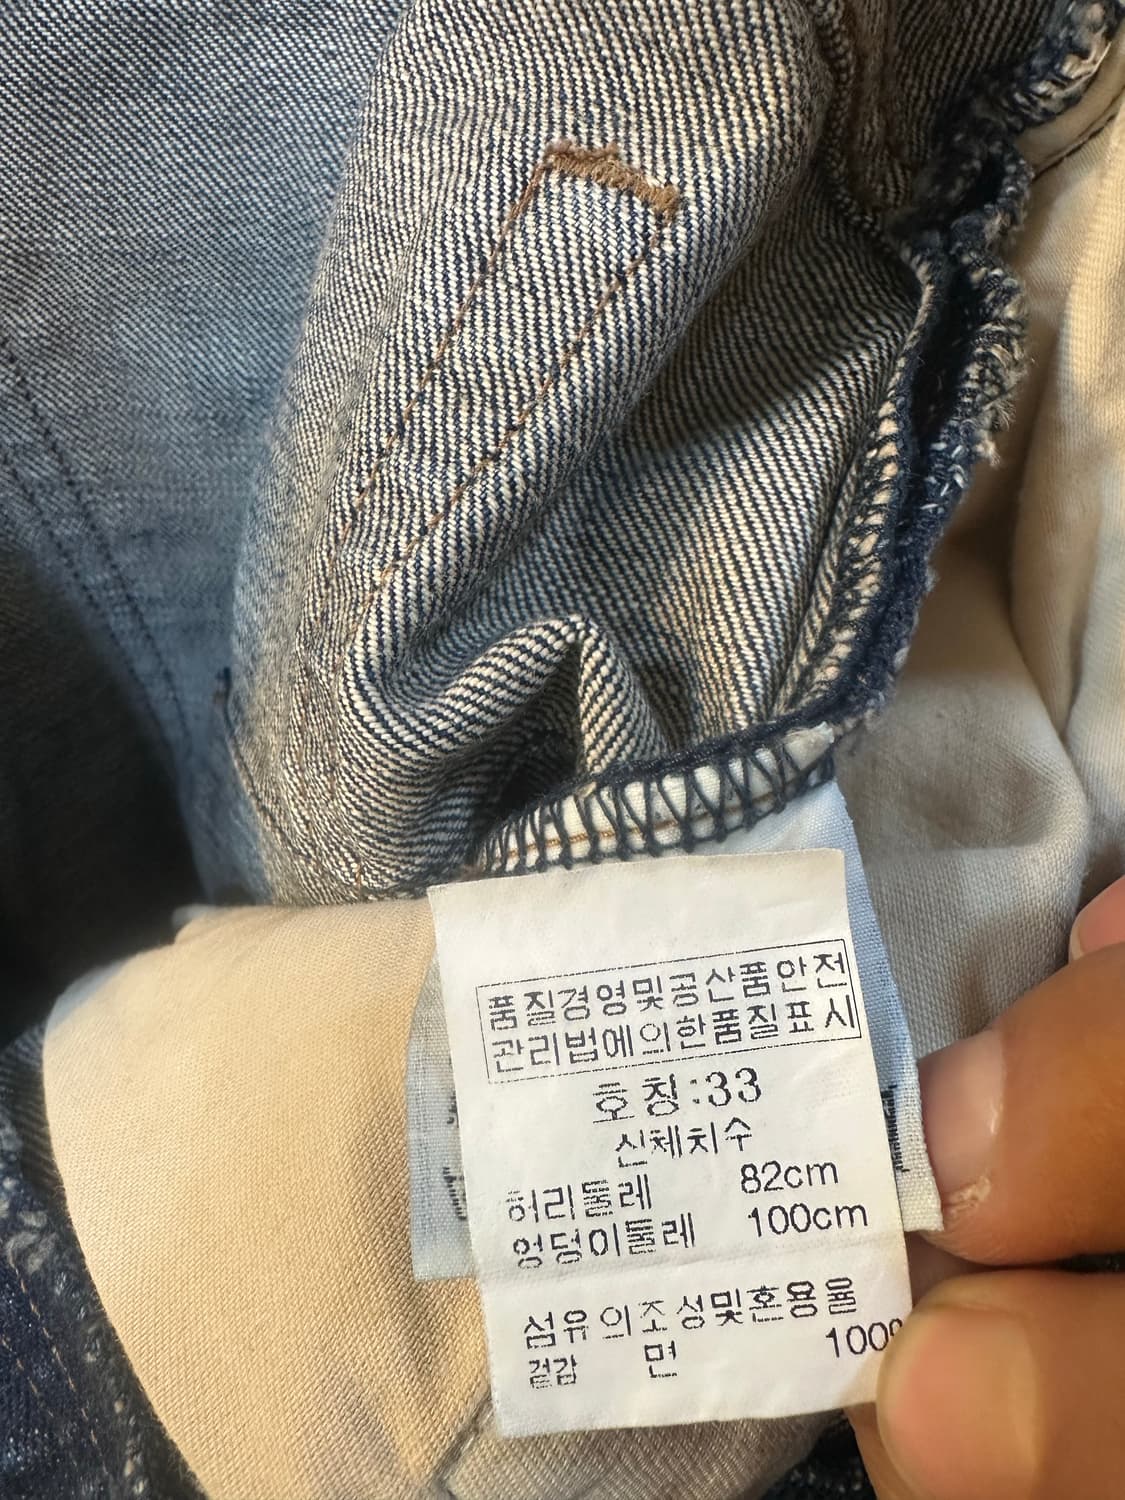 품질경영및공산품안전
관리법에의한품질표시
호칭:33
신체치수
허리둘레 82cm
엉덩이둘레 100cm
섬유의조성및혼용율
겉감 면 100%